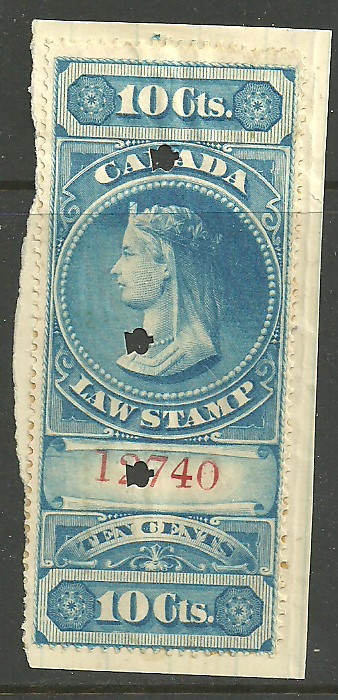 10 Cts.
CANADA
LAW STAMP
12740
TEN CENTS
10 Cts.